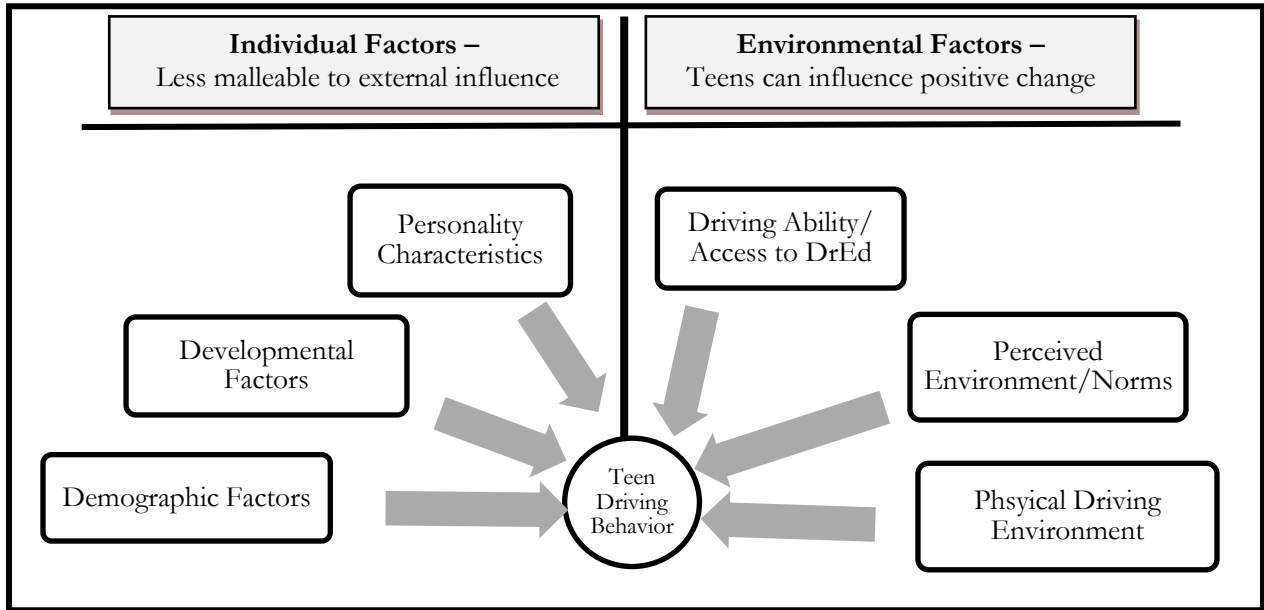 Individual Factors –
Less malleable to external influence
Environmental Factors –
Teens can influence positive change
Personality
Characteristics
Driving Ability/
Access to DrEd
Developmental
Factors
Perceived
Environment/Norms
Demographic Factors
Teen
Driving
Behavior
Phsyical Driving
Environment